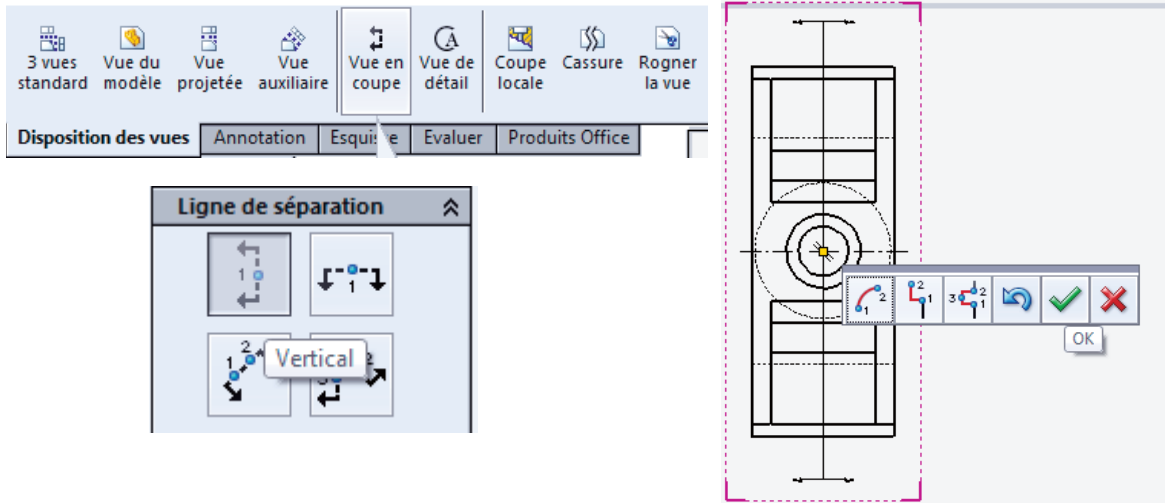 3 vues standard
Vue du modèle
Vue projetée
Vue auxiliaire
Vue en coupe
Vue de détail
Coupe locale
Cassure
Rogner la vue
Disposition des vues
Annotation
Esquisse
Evaluer
Produits Office
Ligne de séparation
1
1
1 2
Vertical
2
3
1 2
2 1
3 2 1
OK